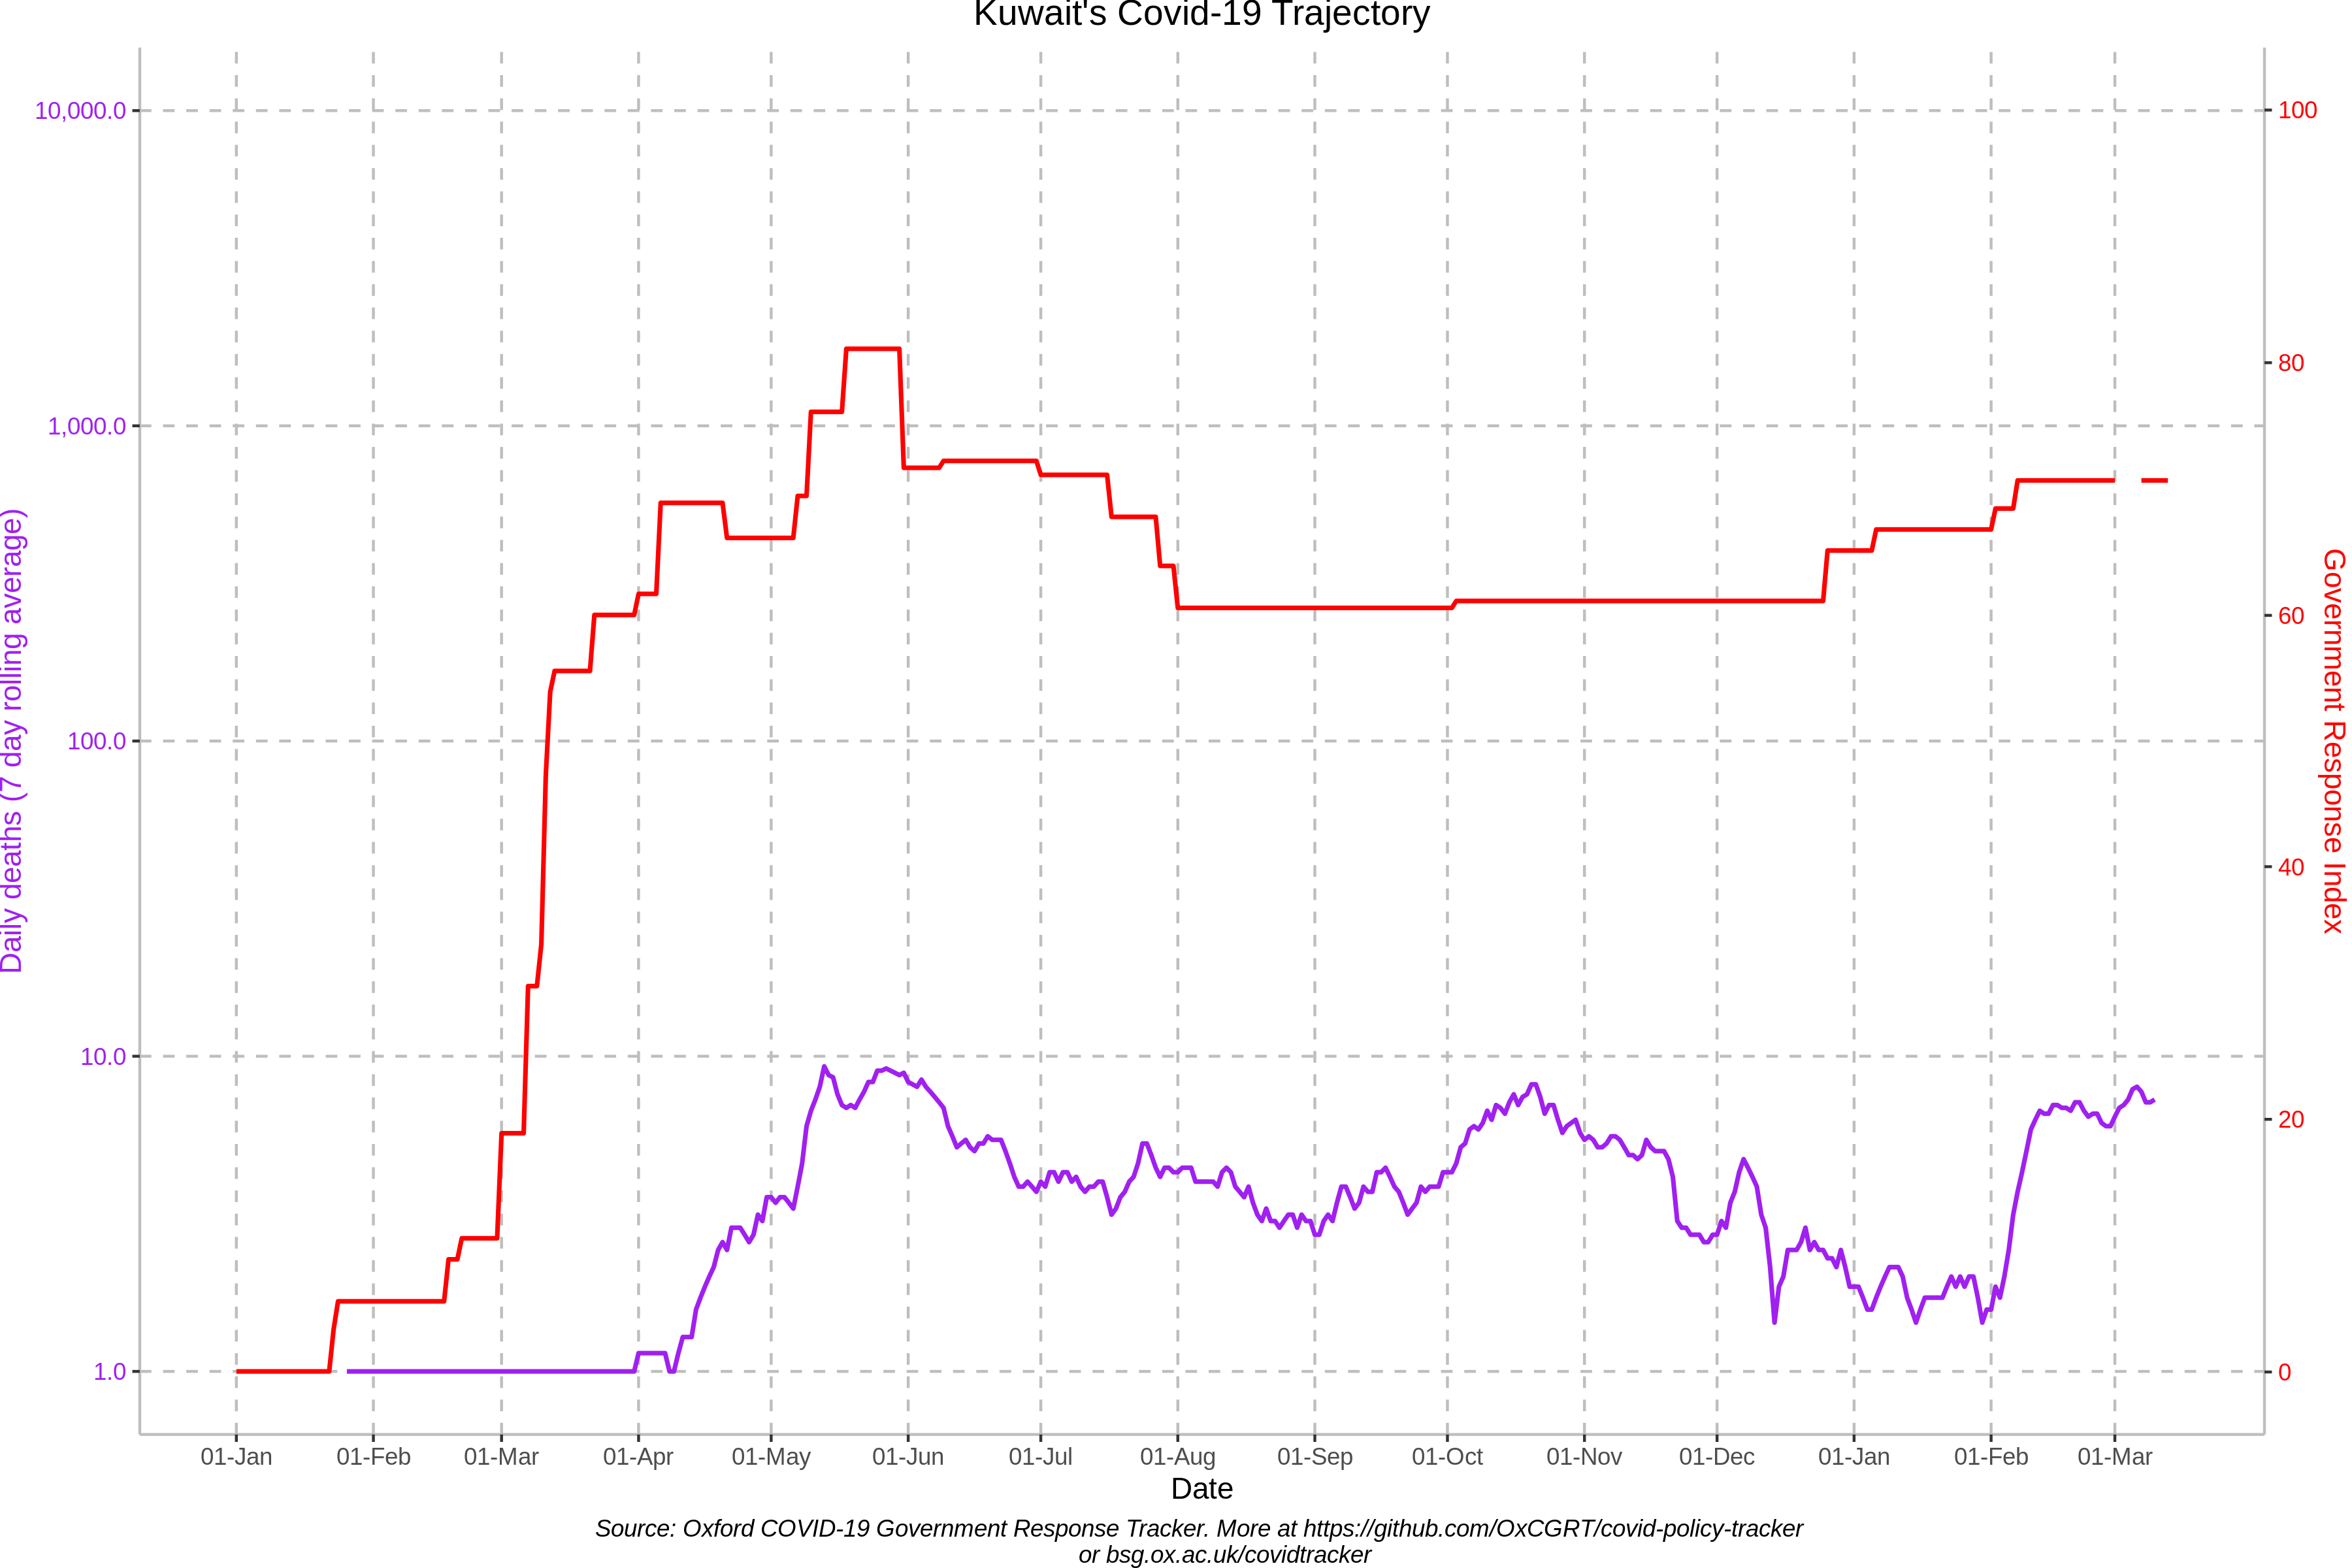 Kuwait's Covid-19 Trajectory
10,000.0
1,000.0
100.0
10.0
1.0
Daily deaths (7 day rolling average)
100
80
60
40
20
0
Government Response Index
01-Jan 01-Feb 01-Mar 01-Apr 01-May 01-Jun 01-Jul 01-Aug 01-Sep 01-Oct 01-Nov 01-Dec 01-Jan 01-Feb 01-Mar
Date
Source: Oxford COVID-19 Government Response Tracker. More at https://github.com/OxCGRT/covid-policy-tracker
or bsg.ox.ac.uk/covidtracker